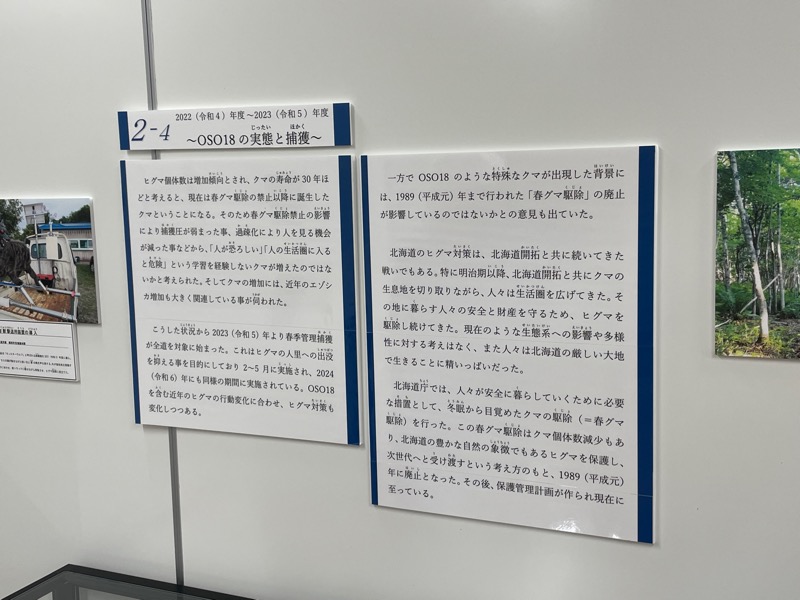 2-4
2022（令和4）年度～2023（令和5）年度
～OSO18の実態と捕獲～
ヒグマ個体数は増加傾向とされ、クマの寿命が30年ほ
どと考えると、現在は春グマ駆除の禁止以降に誕生した
クマということになる。そのため春グマ駆除禁止の影響
により捕獲圧が弱まった事、過疎化により人を見る機会
が減った事などから、「人が恐ろしい」「人の生活圏に入る
と危険」という学習を経験しないクマが増えたのではな
いかと考えられた。そしてクマの増加には、近年のエゾシ
カ増加も大きく関連している事が伺われた。
こうした状況から2023（令和5）年より春季管理捕獲
が全道を対象に始まった。これはヒグマの人里への出没
を抑える事を目的にしており2～5月に実施され、2024
（令和6）年にも同様の期間に実施されている。OSO18
を含む近年のヒグマの行動変化に合わせ、ヒグマ対策も
変化しつつある。
一方でOSO18のような特殊なクマが出現した背景に
は、1989（平成元）年まで行われた「春グマ駆除」の廃止
が影響しているのではないかとの意見も出ていた。
北海道のヒグマ対策は、北海道開拓と共に続いてきた
戦いでもある。特に明治期以降、北海道開拓と共にクマの
生息地を切り取りながら、人々は生活圏を広げてきた。そ
の地に暮らす人々の安全と財産を守るため、ヒグマを
駆除し続けてきた。現在のような生態系への影響や多様
性に対する考えはなく、また人々は北海道の厳しい大地
で生きることに精いっぱいだった。
北海道庁では、人々が安全に暮らしていくために必要
な措置として、冬眠から目覚めたクマの駆除（＝春グマ
駆除）を行った。この春グマ駆除はクマ個体数減少もあ
り、北海道の豊かな自然の象徴でもあるヒグマを保護し、
次世代へと受け渡すという考え方のもと、1989（平成元）
年に廃止となった。その後、保護管理計画が作られ現在に
至っている。